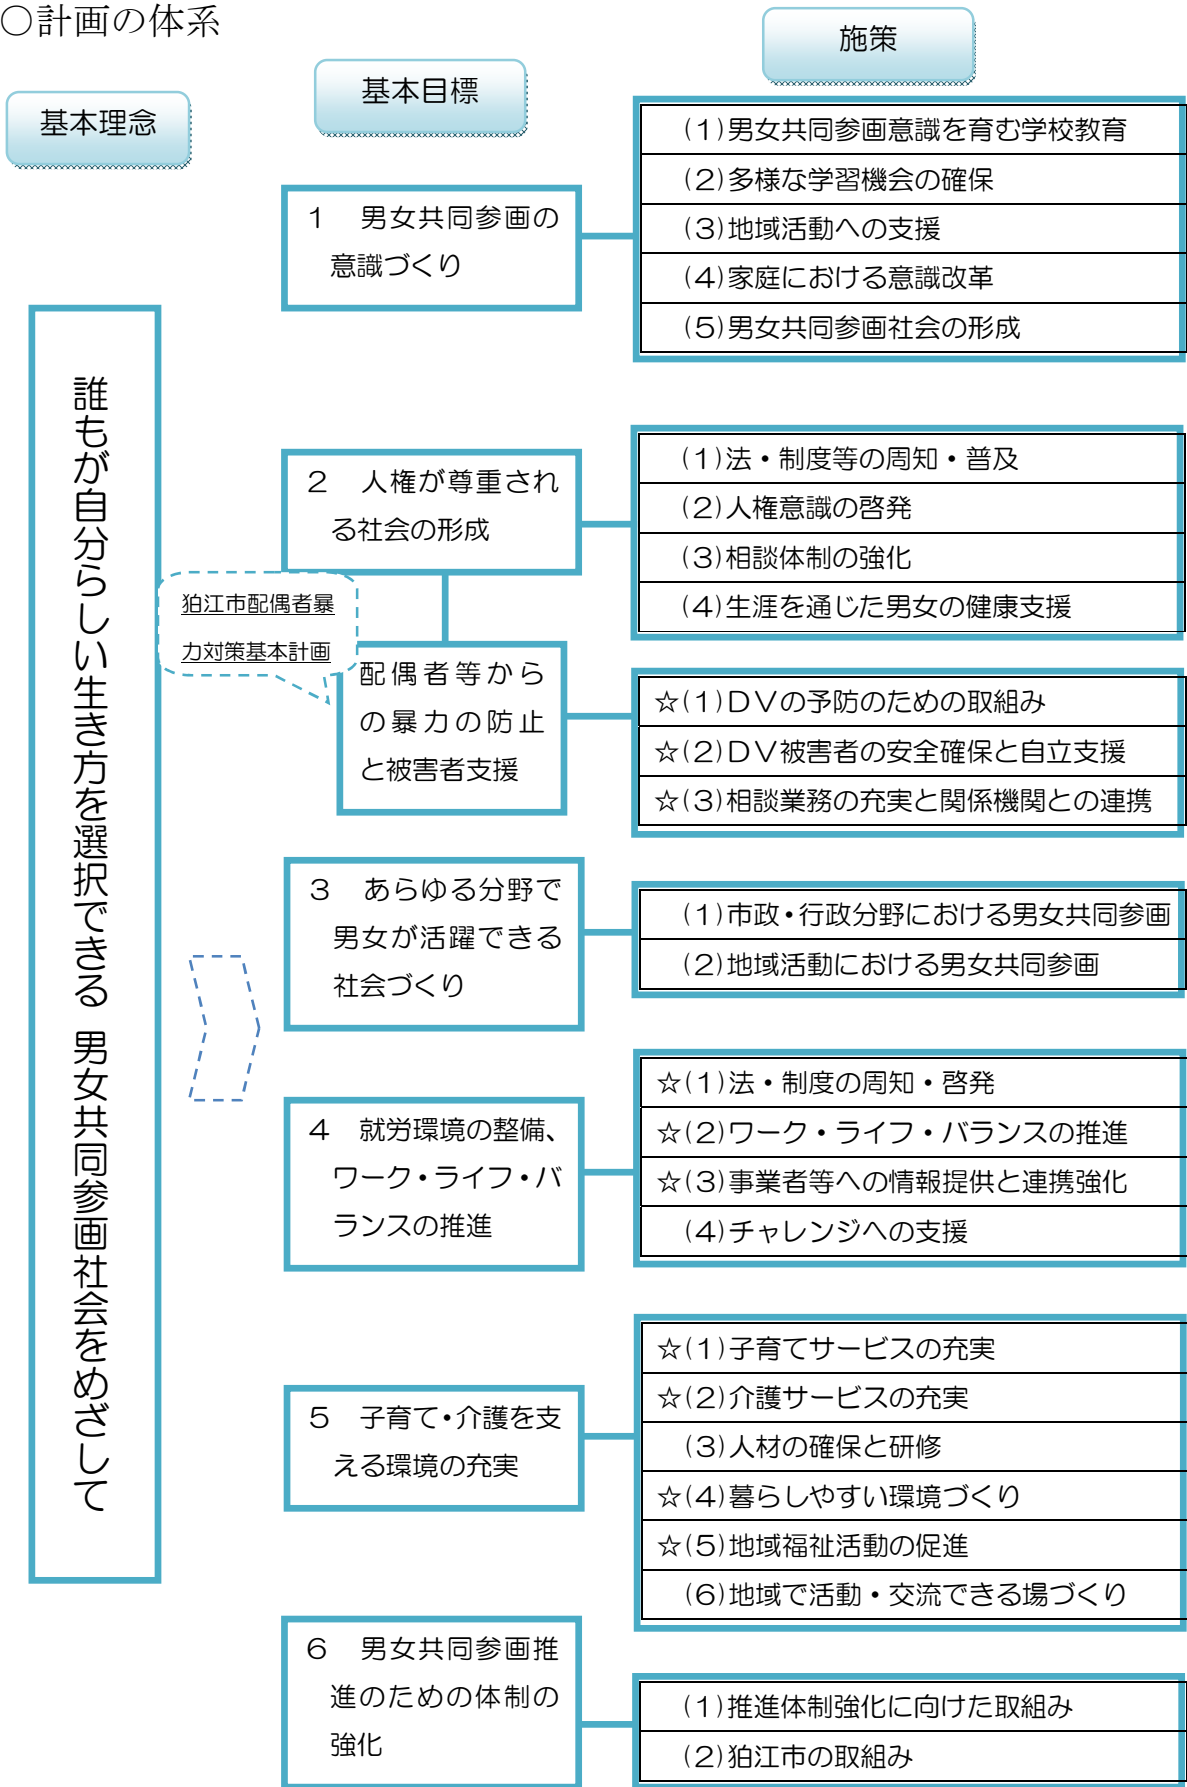 〇計画の体系
基本理念
基本目標
施策
誰もが自分らしい生き方を選択できる 男女共同参画社会をめざして
1 男女共同参画の
意識づくり
(1)男女共同参画意識を育む学校教育
(2)多様な学習機会の確保
(3)地域活動への支援
(4)家庭における意識改革
(5)男女共同参画社会の形成
2 人権が尊重され
る社会の形成
(1)法・制度等の周知・普及
(2)人権意識の啓発
(3)相談体制の強化
(4)生涯を通じた男女の健康支援
狛江市配偶者暴
力対策基本計画
配偶者等から
の暴力の防止
と被害者支援
☆(1)DVの予防のための取組み
☆(2)DV被害者の安全確保と自立支援
☆(3)相談業務の充実と関係機関との連携
3 あらゆる分野で
男女が活躍できる
社会づくり
(1)市政・行政分野における男女共同参画
(2)地域活動における男女共同参画
4 就労環境の整備、
ワーク・ライフ・バ
ランスの推進
☆(1)法・制度の周知・啓発
☆(2)ワーク・ライフ・バランスの推進
☆(3)事業者等への情報提供と連携強化
(4)チャレンジへの支援
5 子育て・介護を支
える環境の充実
☆(1)子育てサービスの充実
☆(2)介護サービスの充実
(3)人材の確保と研修
☆(4)暮らしやすい環境づくり
☆(5)地域福祉活動の促進
(6)地域で活動・交流できる場づくり
6 男女共同参画推
進のための体制の
強化
(1)推進体制強化に向けた取組み
(2)狛江市の取組み